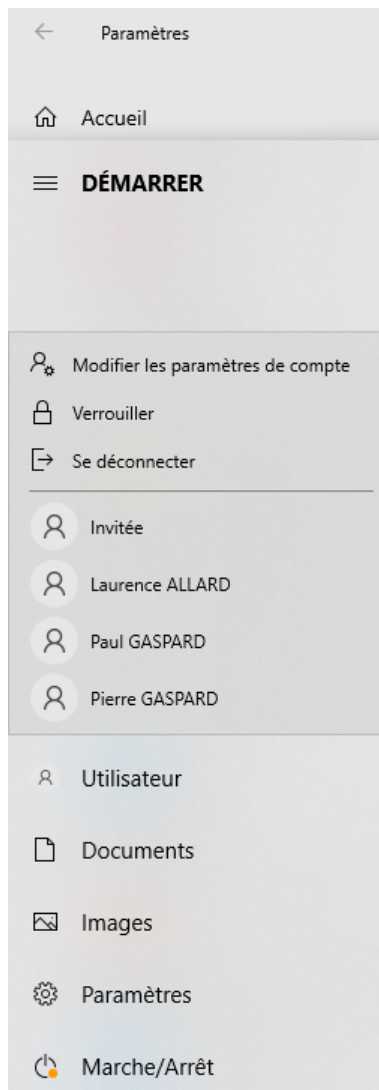 Paramètres
Accueil
DÉMARRER
Modifier les paramètres de compte
Verrouiller
Se déconnecter
Invitée
Laurence ALLARD
Paul GASPARD
Pierre GASPARD
Utilisateur
Documents
Images
Paramètres
Marche/Arrêt